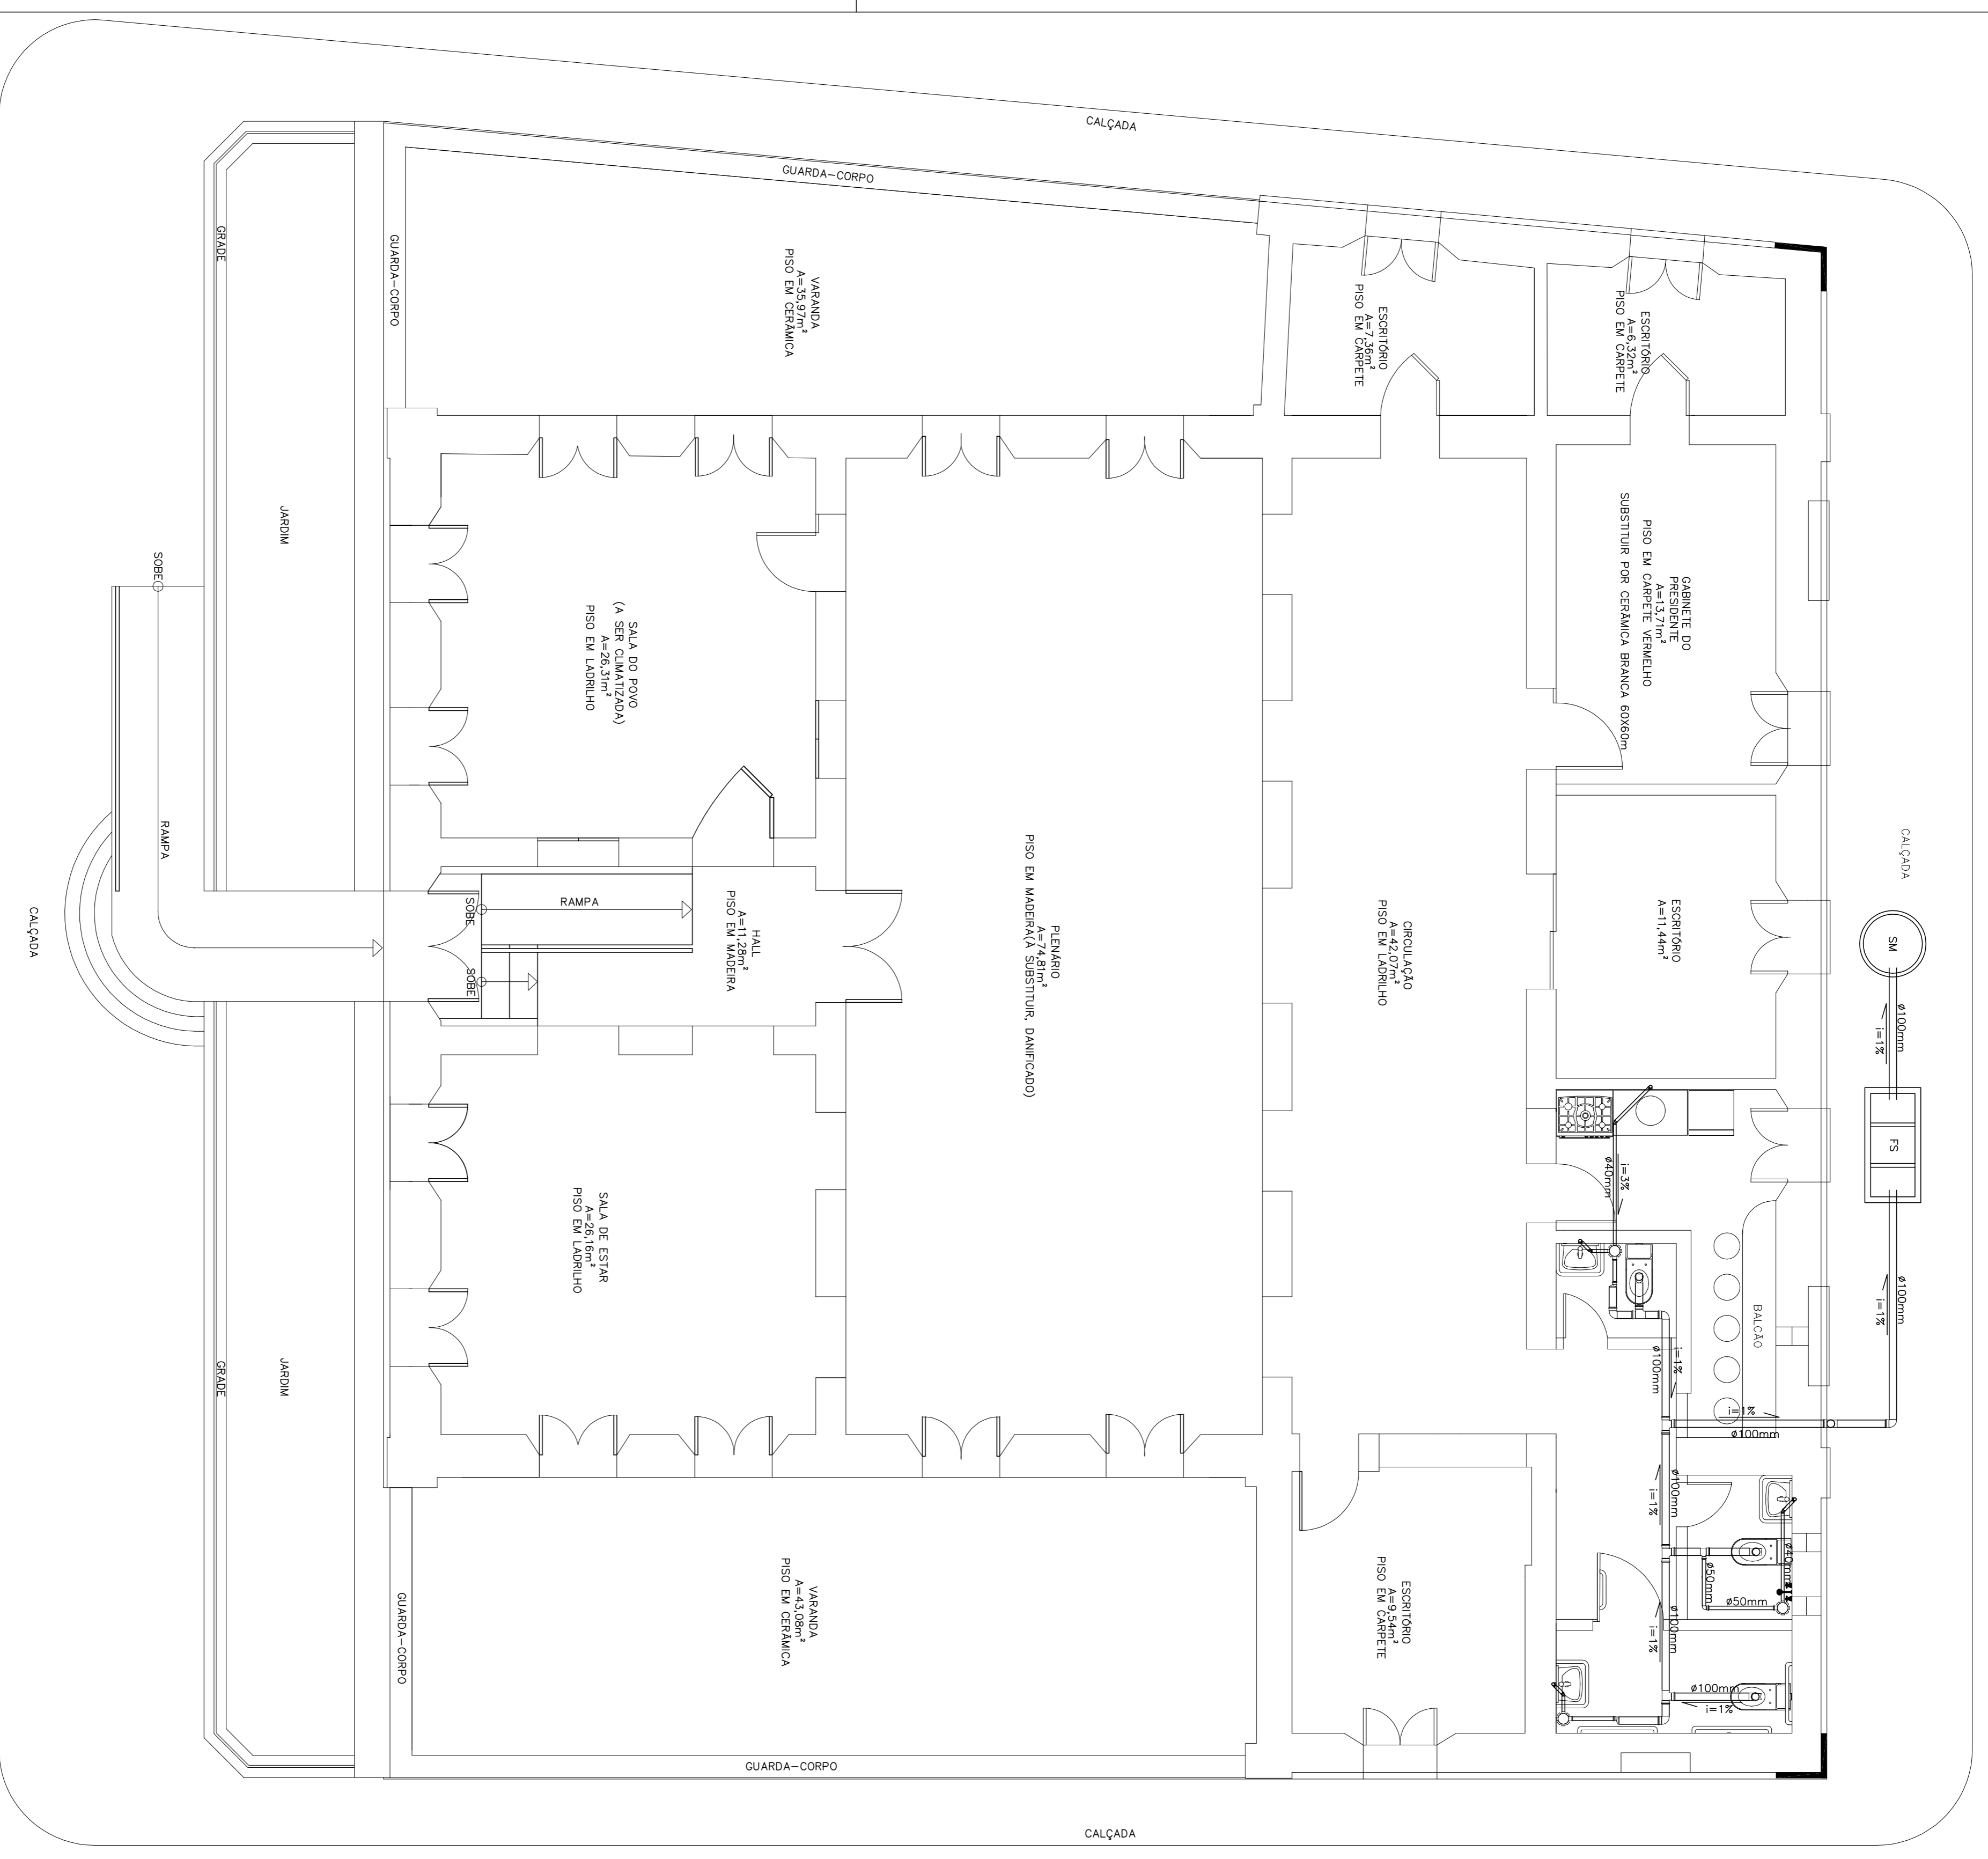 CALÇADA
GUARDA-CORPO
GRADE
GUARDA-CORPO
JARDIM
VARANDA
A=35,97m²
PISO EM CERÂMICA
ESCRITÓRIO
A=7,36m²
PISO EM CARPETE
ESCRITÓRIO
A=6,32m²
PISO EM CARPETE
GABINETE DO
PRESIDENTE
A=13,71m²
PISO EM CARPETE VERMELHO
SUBSTITUIR POR CERÂMICA BRANCA 60X60m
SALA DO POVO
(A SER CLIMATIZADA)
A=26,31m²
PISO EM LADRILHO
SOBE
RAMPA
CALÇADA
SOBE
RAMPA
SOBE
HALL
A=11,28m²
PISO EM MADEIRA
PLENÁRIO
A=74,81m²
PISO EM MADEIRA(À SUBSTITUIR, DANIFICADO)
CIRCULAÇÃO
A=42,07m²
PISO EM LADRILHO
ESCRITÓRIO
A=11,44m²
CALÇADA
SM
ø100mm
i=1%
FS
ø100mm
i=1%
i=3%
ø40mm
BALCÃO
i=1%
ø100mm
i=1%
ø100mm
ø100mm
i=1%
ø40mm
ø50mm
ø50mm
ø100mm
i=1%
ø100mm
i=1%
SALA DE ESTAR
A=26,16m²
PISO EM LADRILHO
JARDIM
GRADE
GUARDA-CORPO
VARANDA
A=43,08m²
PISO EM CERÂMICA
ESCRITÓRIO
A=9,54m²
PISO EM CARPETE
GUARDA-CORPO
CALÇADA